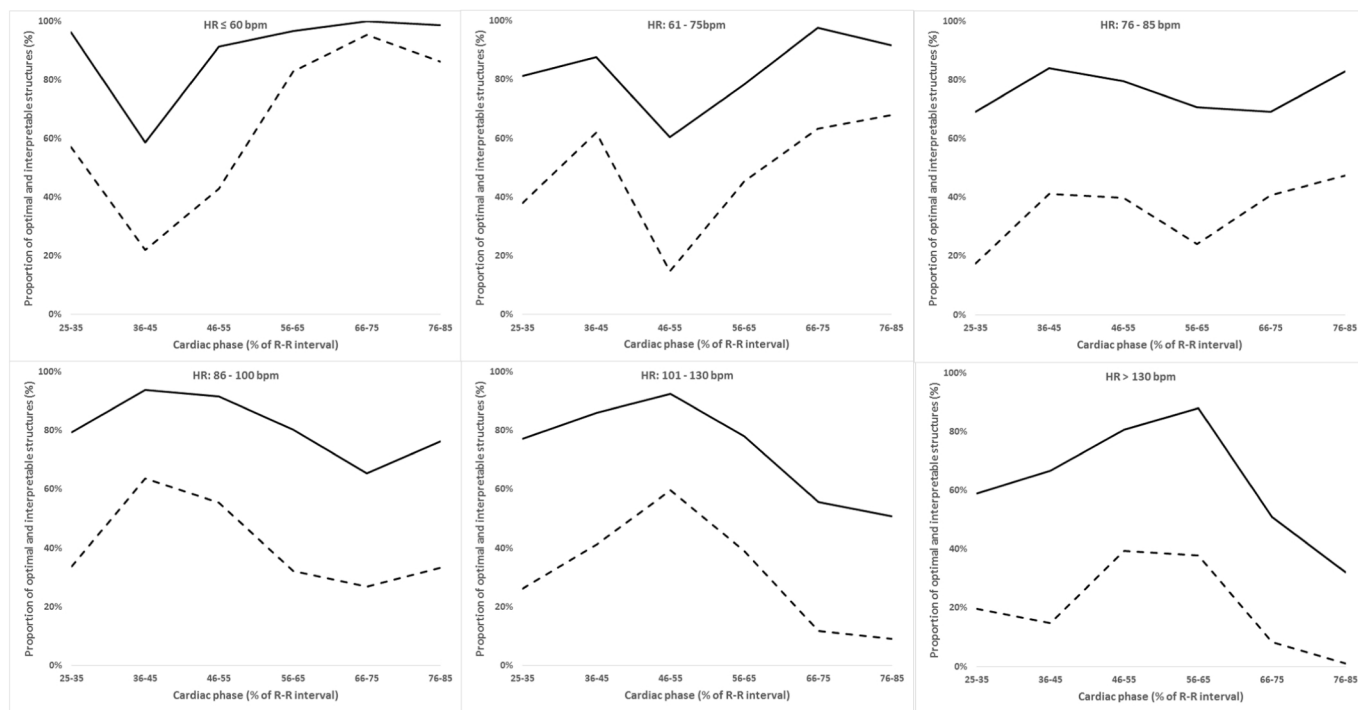 HR ≤ 60 bpm
Proportion of optimal and interpretable structures (%)
100%
80%
60%
40%
20%
0%
25-35 36-45 46-55 56-65 66-75 76-85
Cardiac phase (% of R-R interval)
HR: 61 - 75bpm
Proportion of optimal and interpretable structures (%)
100%
80%
60%
40%
20%
0%
25-35 36-45 46-55 56-65 66-75 76-85
Cardiac phase (% of R-R interval)
HR: 76 - 85 bpm
Proportion of optimal and interpretable structures (%)
100%
80%
60%
40%
20%
0%
25-35 36-45 46-55 56-65 66-75 76-85
Cardiac phase (% of R-R interval)
HR: 86 - 100 bpm
Proportion of optimal and interpretable structures (%)
100%
80%
60%
40%
20%
0%
25-35 36-45 46-55 56-65 66-75 76-85
Cardiac phase (% of R-R interval)
HR: 101 - 130 bpm
Proportion of optimal and interpretable structures (%)
100%
80%
60%
40%
20%
0%
25-35 36-45 46-55 56-65 66-75 76-85
Cardiac phase (% of R-R interval)
HR > 130 bpm
Proportion of optimal and interpretable structures (%)
100%
80%
60%
40%
20%
0%
25-35 36-45 46-55 56-65 66-75 76-85
Cardiac phase (% of R-R interval)